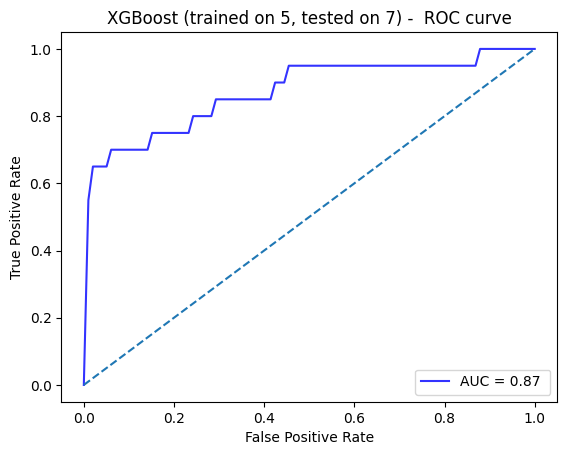 XGBoost (trained on 5, tested on 7) -  ROC curve
True Positive Rate
1.0
0.8
0.6
0.4
0.2
0.0
AUC = 0.87
0.0 0.2 0.4 0.6 0.8 1.0
False Positive Rate